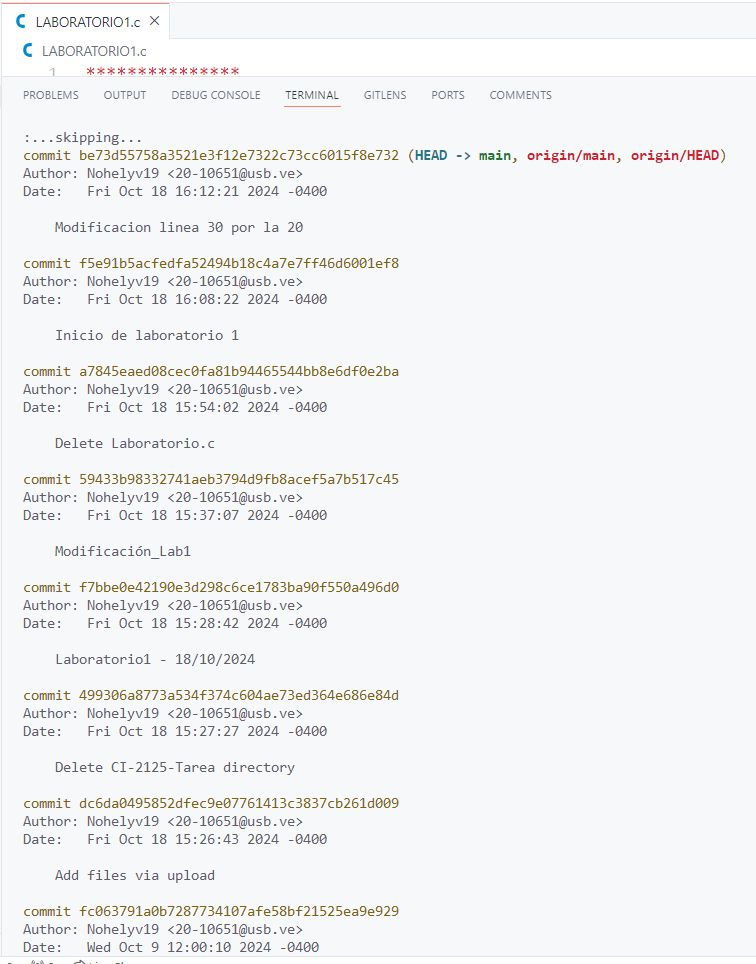 LABORATORIO1.c
LABORATORIO1.c
1 ***************
PROBLEMS OUTPUT DEBUG CONSOLE TERMINAL GITLENS PORTS COMMENTS
:...skipping...
commit be73d55758a3521e3f12e7322c73cc6015f8e732 (HEAD -> main, origin/main, origin/HEAD)
Author: Nohelyv19 <20-10651@usb.ve>
Date:   Fri Oct 18 16:12:21 2024 -0400
Modificacion linea 30 por la 20
commit f5e91b5acfedfa52494b18c4a7e7ff46d6001ef8
Author: Nohelyv19 <20-10651@usb.ve>
Date:   Fri Oct 18 16:08:22 2024 -0400
Inicio de laboratorio 1
commit a7845eaed08cec0fa81b94465544bb8e6df0e2ba
Author: Nohelyv19 <20-10651@usb.ve>
Date:   Fri Oct 18 15:54:02 2024 -0400
Delete Laboratorio.c
commit 59433b98332741aeb3794d9fb8acef5a7b517c45
Author: Nohelyv19 <20-10651@usb.ve>
Date:   Fri Oct 18 15:37:07 2024 -0400
Modificación_Lab1
commit f7bbe0e42190e3d298c6ce1783ba90f550a496d0
Author: Nohelyv19 <20-10651@usb.ve>
Date:   Fri Oct 18 15:28:42 2024 -0400
Laboratorio1 - 18/10/2024
commit 499306a8773a534f374c604ae73ed364e686e84d
Author: Nohelyv19 <20-10651@usb.ve>
Date:   Fri Oct 18 15:27:27 2024 -0400
Delete CI-2125-Tarea directory
commit dc6da0495852dfec9e07761413c3837cb261d009
Author: Nohelyv19 <20-10651@usb.ve>
Date:   Fri Oct 18 15:26:43 2024 -0400
Add files via upload
commit fc063791a0b7287734107afe58bf21525ea9e929
Author: Nohelyv19 <20-10651@usb.ve>
Date:   Wed Oct 9 12:00:10 2024 -0400